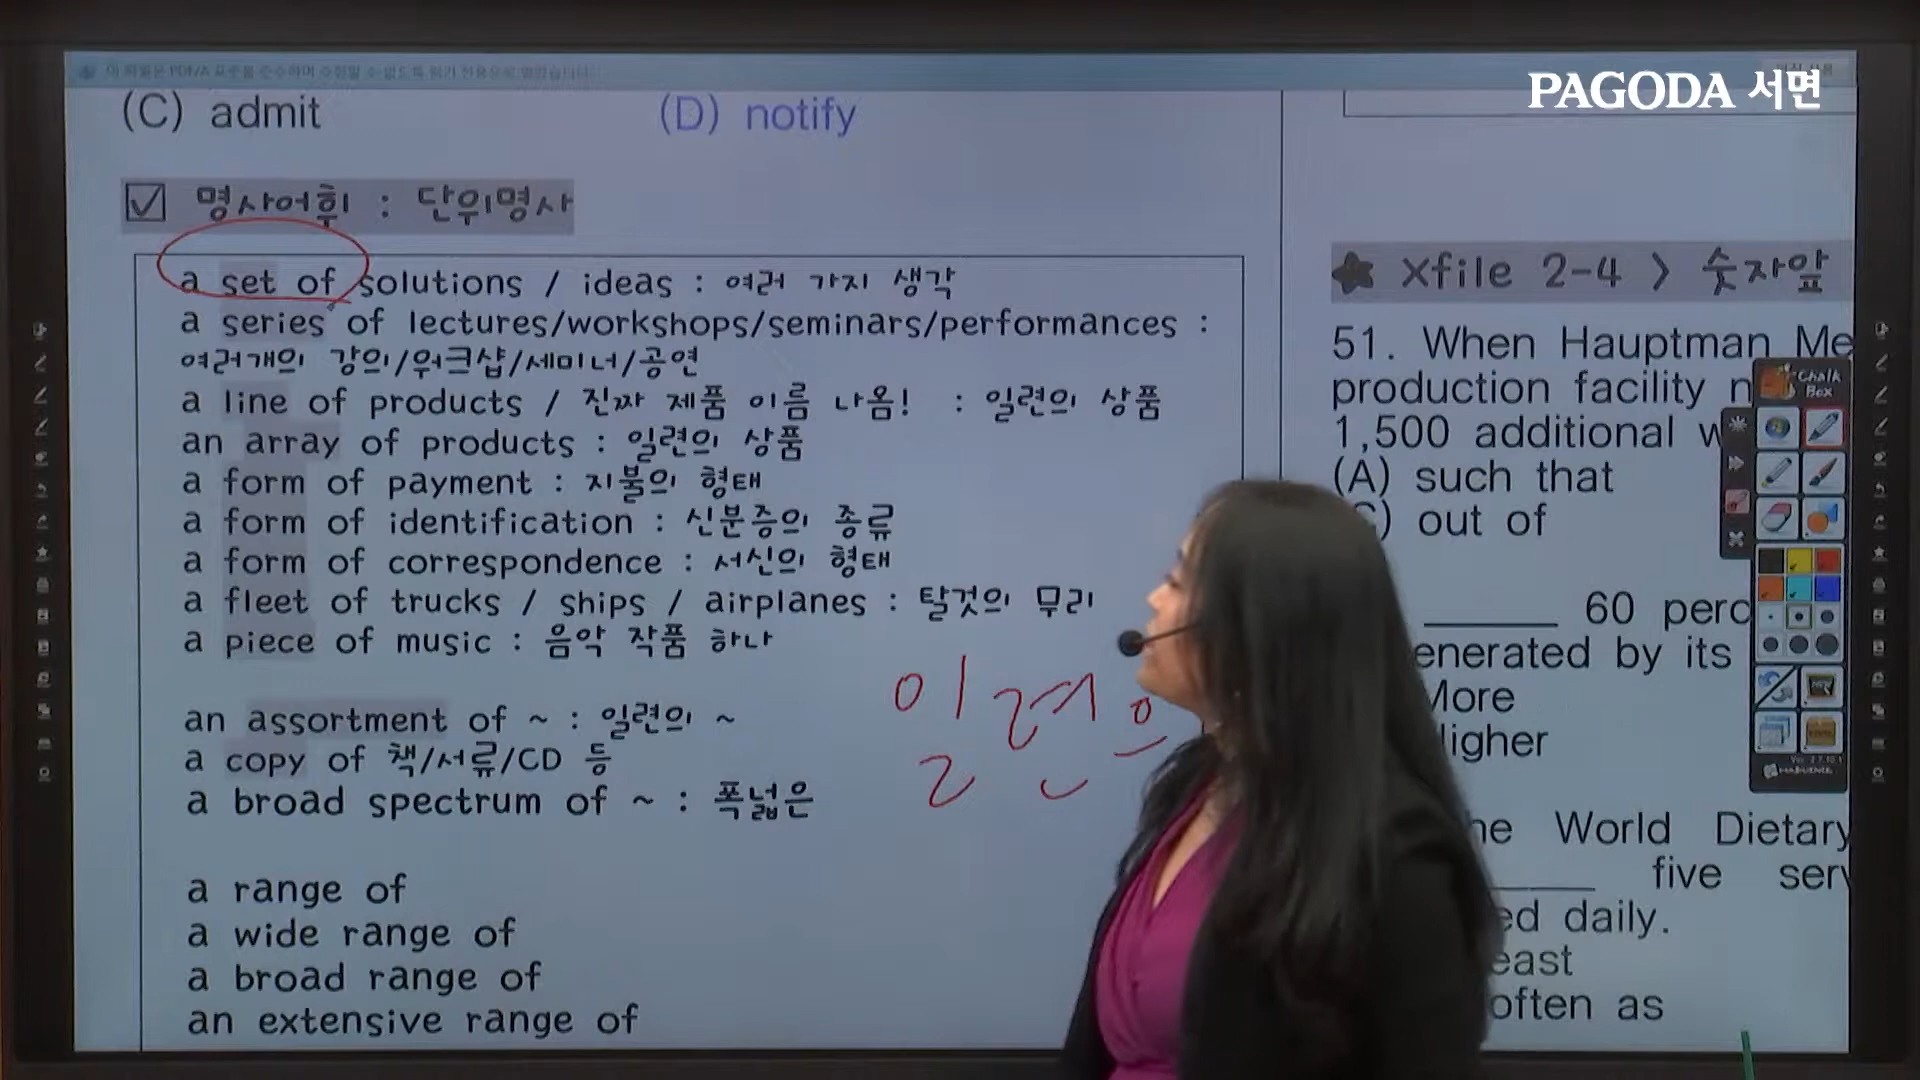 PAGODA 서면
(C) admit (D) notify
명사어휘 : 단위명사
a set of solutions / ideas : 여러 가지 생각
a series of lectures/workshops/seminars/performances :
여러개의 강의/워크샵/세미너/공연
a line of products / 진짜 제품 이름 나옴! : 일련의 상품
an array of products : 일련의 상품
a form of payment : 지불의 형태
a form of identification : 신분증의 종류
a form of correspondence : 서신의 형태
a fleet of trucks / ships / airplanes : 탈것의 무리
a piece of music : 음악 작품 하나
an assortment of ~ : 일련의 ~
a copy of 책/서류/CD 등
a broad spectrum of ~ : 폭넓은
a range of
a wide range of
a broad range of
an extensive range of
일련의
Xfile 2-4 > 숫자앞
51. When Hauptman Me
production facility n
1,500 additional w
(A) such that
out of
60 perc
enerated by its
More
ligher
he World Dietary
five serv
ed daily.
east
often as
Chalk
Box